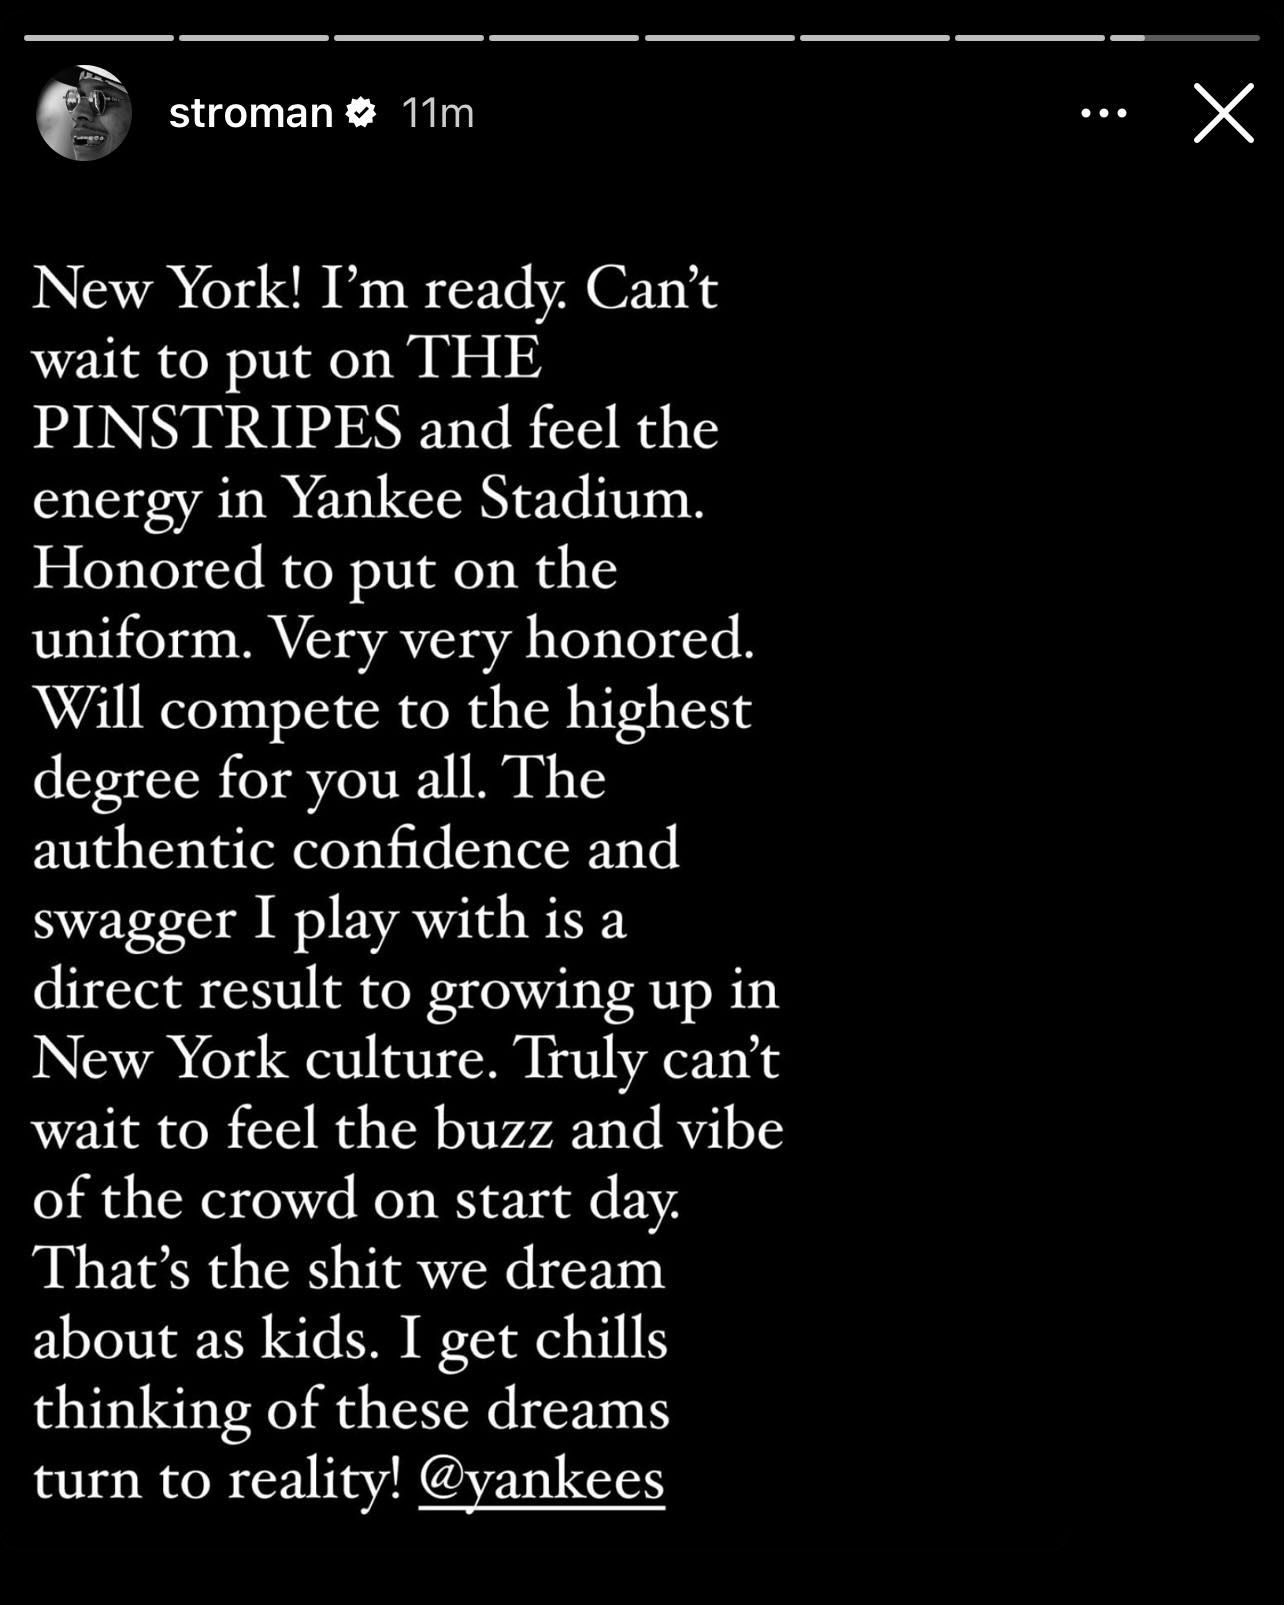 stroman 11m
New York! I’m ready. Can’t
wait to put on THE
PINSTRIPES and feel the
energy in Yankee Stadium.
Honored to put on the
uniform. Very very honored.
Will compete to the highest
degree for you all. The
authentic confidence and
swagger I play with is a
direct result to growing up in
New York culture. Truly can’t
wait to feel the buzz and vibe
of the crowd on start day.
That’s the shit we dream
about as kids. I get chills
thinking of these dreams
turn to reality! @yankees